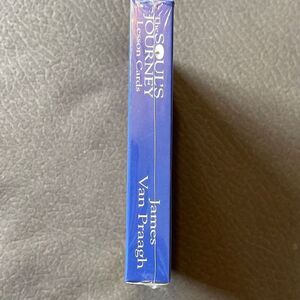 The SOUL'S
JOURNEY
Lesson Cards
James
Van Praagh